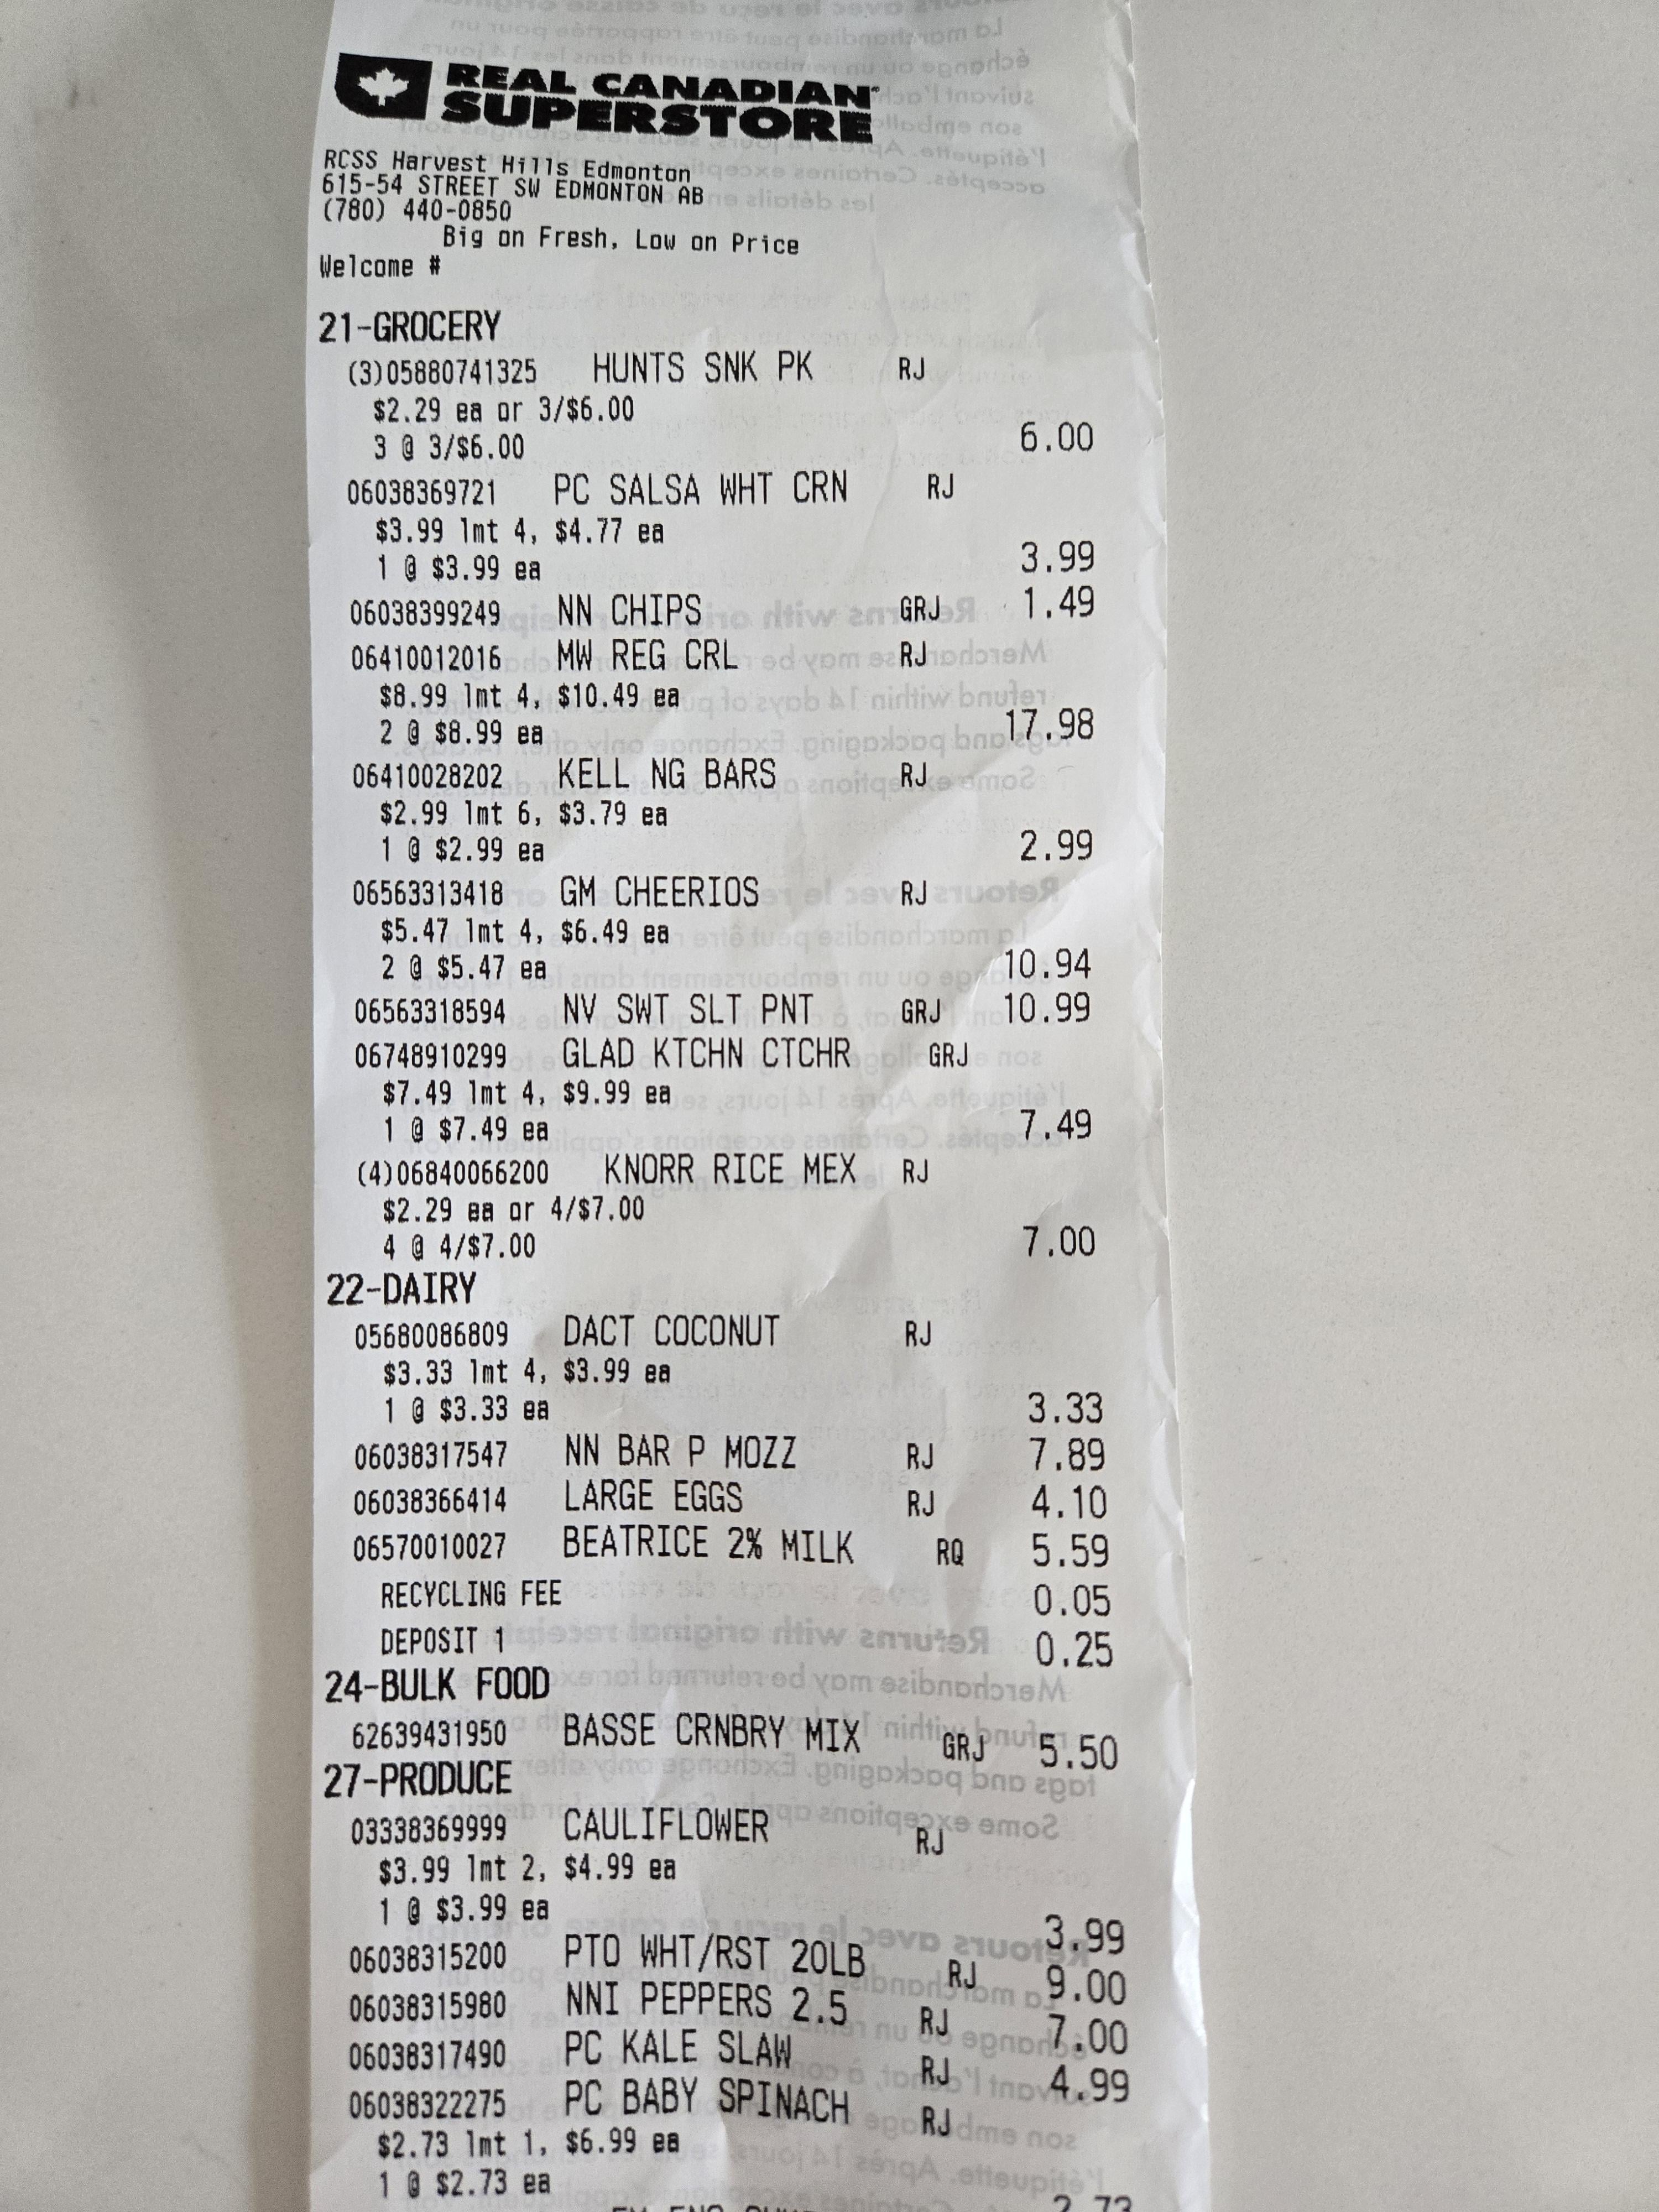 REAL CANADIAN
SUPERSTORE
RCSS Harvest Hills Edmonton
615-54 STREET SW EDMONTON AB
(780) 440-0850
Big on Fresh, Low on Price
Welcome #
21-GROCERY
(3)05880741325 HUNTS SNK PK RJ
$2.29 ea or 3/$6.00
3 @ 3/$6.00 6.00
06038369721 PC SALSA WHT CRN RJ
$3.99 lmt 4, $4.77 ea
1 @ $3.99 ea 3.99
06038399249 NN CHIPS GRJ 1.49
06410012016 MW REG CRL RJ
$8.99 lmt 4, $10.49 ea
2 @ $8.99 ea 17.98
06410028202 KELL NG BARS RJ
$2.99 lmt 6, $3.79 ea
1 @ $2.99 ea 2.99
06563313418 GM CHEERIOS RJ
$5.47 lmt 4, $6.49 ea
2 @ $5.47 ea 10.94
06563318594 NV SWT SLT PNT GRJ 10.99
06748910299 GLAD KTCHN CTCHR GRJ
$7.49 lmt 4, $9.99 ea
1 @ $7.49 ea 7.49
(4)06840066200 KNORR RICE MEX RJ
$2.29 ea or 4/$7.00
4 @ 4/$7.00 7.00
22-DAIRY
05680086809 DACT COCONUT RJ
$3.33 lmt 4, $3.99 ea
1 @ $3.33 ea 3.33
06038317547 NN BAR P MOZZ RJ 7.89
06038366414 LARGE EGGS RJ 4.10
06570010027 BEATRICE 2% MILK RQ 5.59
RECYCLING FEE 0.05
DEPOSIT 1 0.25
24-BULK FOOD
62639431950 BASSE CRNBRY MIX GRJ 5.50
27-PRODUCE
03338369999 CAULIFLOWER RJ
$3.99 lmt 2, $4.99 ea
1 @ $3.99 ea 3.99
06038315200 PTO WHT/RST 20LB RJ 9.00
06038315980 NNI PEPPERS 2.5 RJ 7.00
06038317490 PC KALE SLAW RJ 4.99
06038322275 PC BABY SPINACH RJ
$2.73 lmt 1, $6.99 ea
1 @ $2.73 ea 2.73